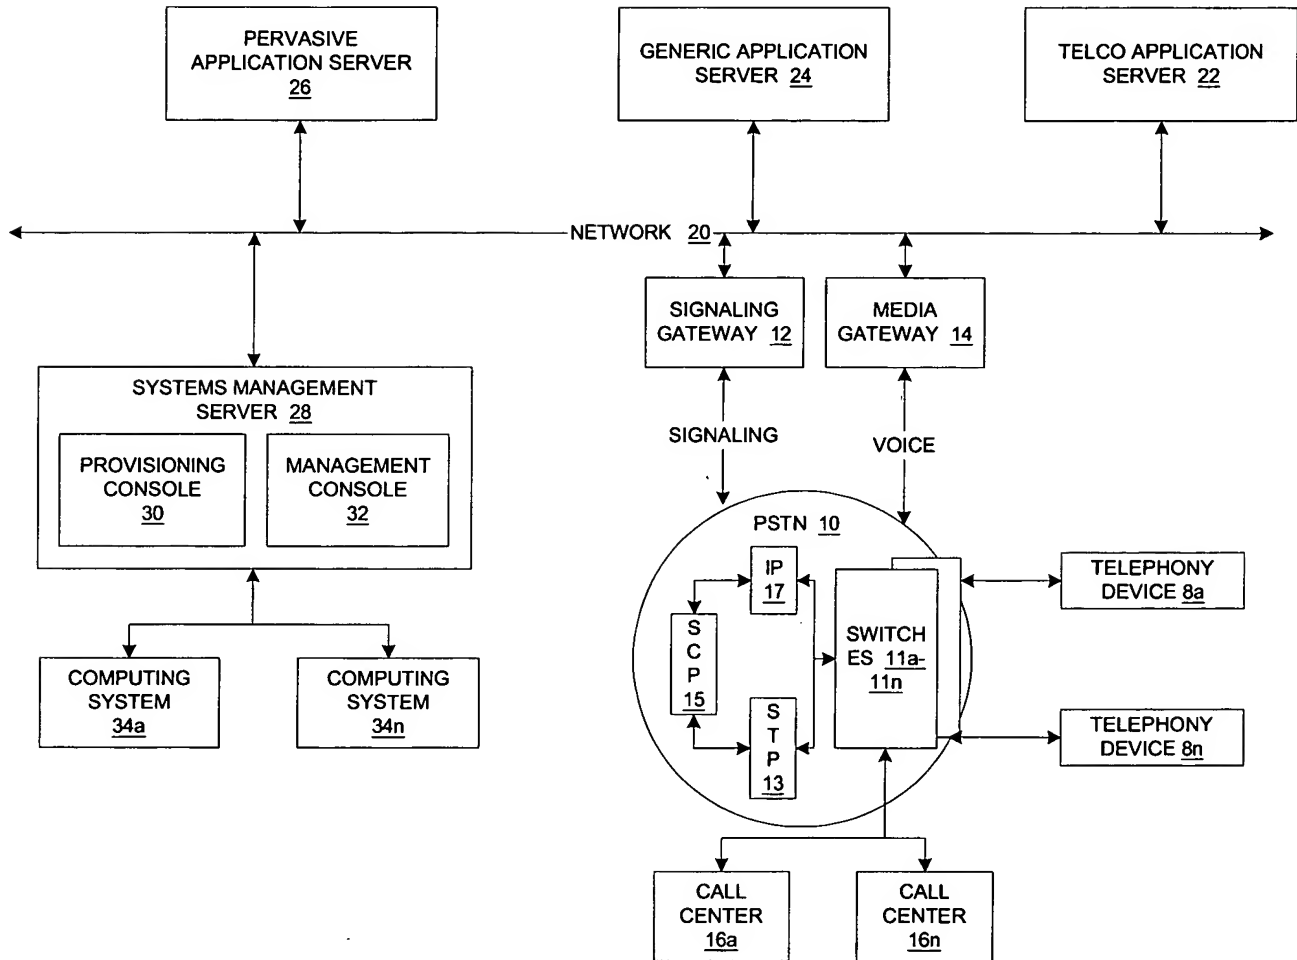 PERVASIVE
APPLICATION SERVER
26
GENERIC APPLICATION
SERVER 24
TELCO APPLICATION
SERVER 22
NETWORK 20
SIGNALING
GATEWAY 12
MEDIA
GATEWAY 14
SYSTEMS MANAGEMENT
SERVER 28
PROVISIONING
CONSOLE
30
MANAGEMENT
CONSOLE
32
SIGNALING
VOICE
PSTN 10
IP
17
S
C
P
15
S
T
P
13
SWITCH
ES 11a-
11n
TELEPHONY
DEVICE 8a
TELEPHONY
DEVICE 8n
COMPUTING
SYSTEM
34a
COMPUTING
SYSTEM
34n
CALL
CENTER
16a
CALL
CENTER
16n